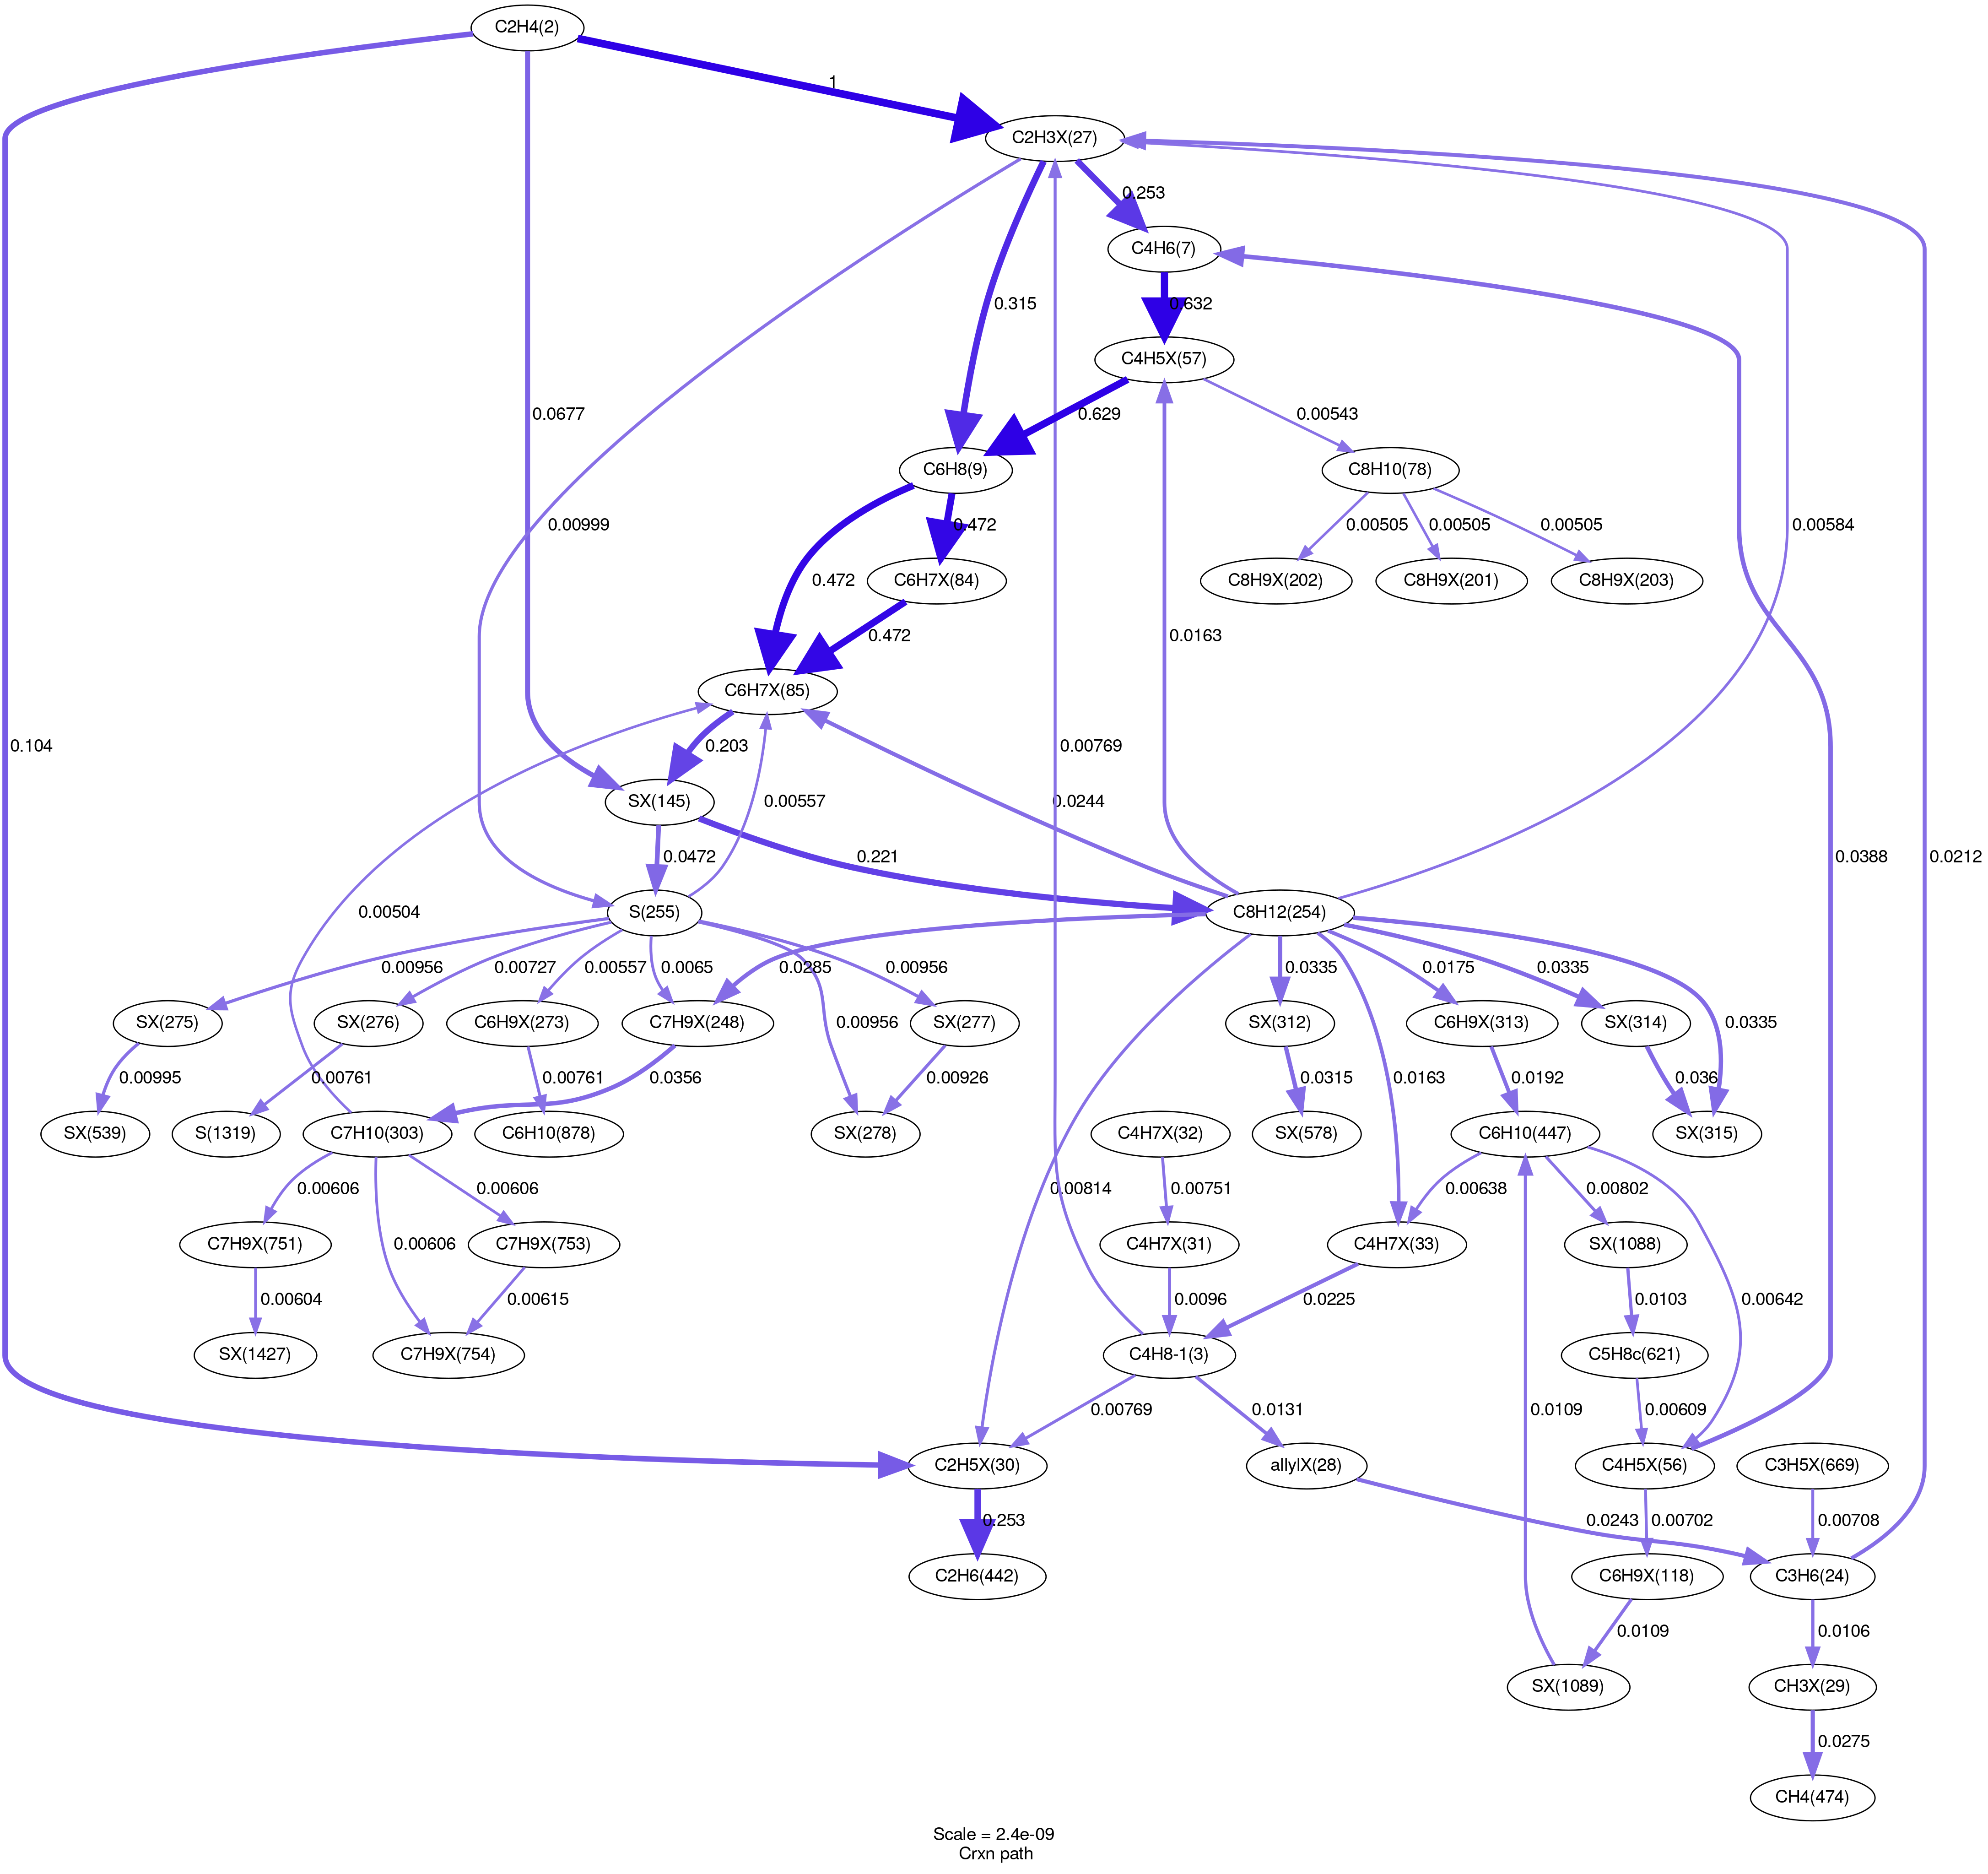 C2H4(2)
1
C2H3X(27)
0.253
C4H6(7)
0.315
0.632
C4H5X(57)
0.0677
0.629
0.00543
C6H8(9)
C8H10(78)
0.00999
0.472
0.00505
0.00505
0.00505
0.00584
0.472
C6H7X(84)
C8H9X(202)
C8H9X(201)
C8H9X(203)
0.472
0.0163
C6H7X(85)
0.104
0.203
0.00769
0.0244
SX(145)
0.00557
0.0472
0.221
0.0388
0.0212
0.00504
S(255)
C8H12(254)
0.00956
0.00727
0.00557
0.0065
0.00956
0.0285
0.0335
0.0175
0.0335
SX(275)
SX(276)
C6H9X(273)
C7H9X(248)
0.00956
SX(277)
SX(312)
C6H9X(313)
SX(314)
0.0335
0.00995
0.00761
0.00761
0.0356
0.00926
0.0315
0.0163
0.0192
0.036
SX(539)
S(1319)
C7H10(303)
C6H10(878)
SX(278)
C4H7X(32)
SX(578)
C6H10(447)
SX(315)
0.00606
0.00606
0.00814
0.00751
0.00638
0.00802
C7H9X(751)
0.00606
C7H9X(753)
C4H7X(31)
C4H7X(33)
SX(1088)
0.00604
0.00615
0.0096
0.0225
0.0103
0.00642
SX(1427)
C7H9X(754)
C4H8-1(3)
C5H8c(621)
0.00769
0.0131
0.0109
0.00609
C2H5X(30)
allylX(28)
C4H5X(56)
C3H5X(669)
0.253
0.0243
0.00702
0.00708
C2H6(442)
C6H9X(118)
C3H6(24)
0.0109
0.0106
SX(1089)
CH3X(29)
0.0275
CH4(474)
Scale = 2.4e-09
Crxn path